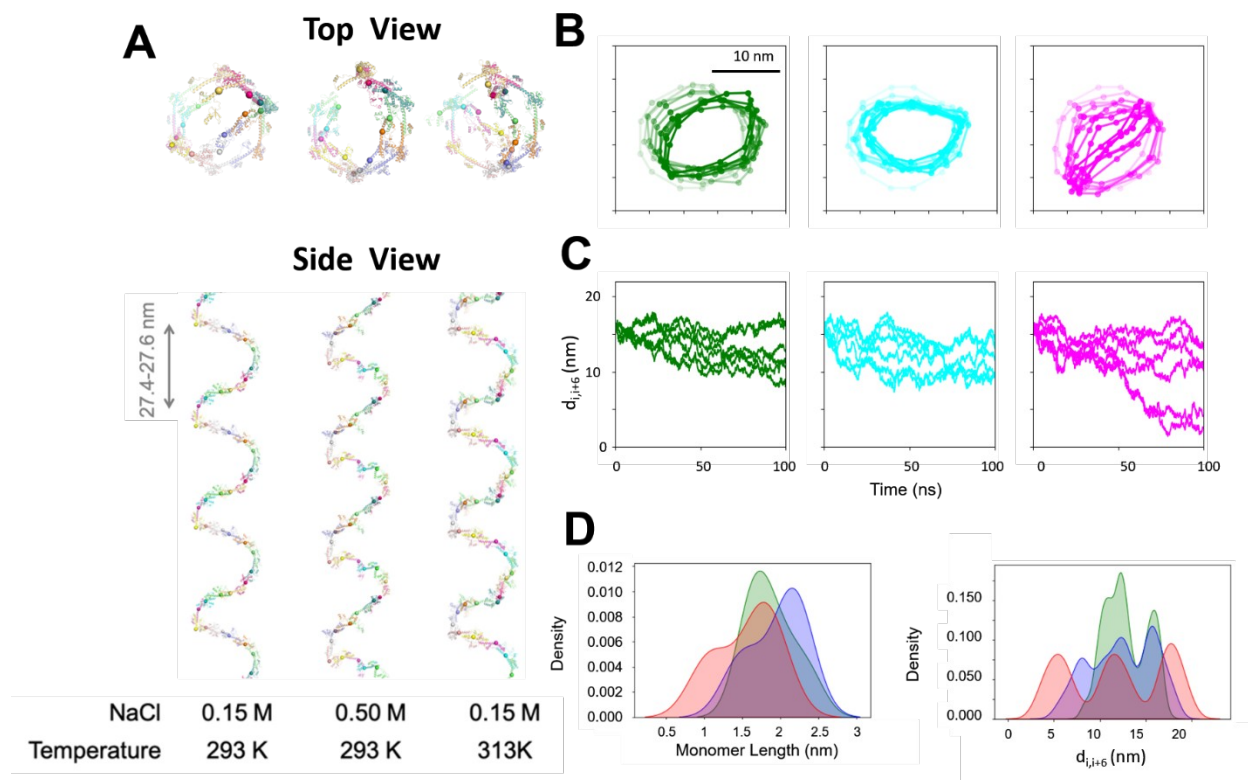 A
Top View
Side View
27.4-27.6 nm
NaCl 0.15 M 0.50 M 0.15 M
Temperature 293 K 293 K 313K
B
10 nm
C
20
10
0
d i,i+6 (nm)
0 50 100
0 50 100
0 50 100
Time (ns)
D
0.012
0.010
0.008
0.006
0.004
0.002
0.000
Density
0.5 1 1.5 2 2.5 3
Monomer Length (nm)
0.150
0.100
0.050
0.000
Density
0 5 10 15 20
d i,i+6 (nm)